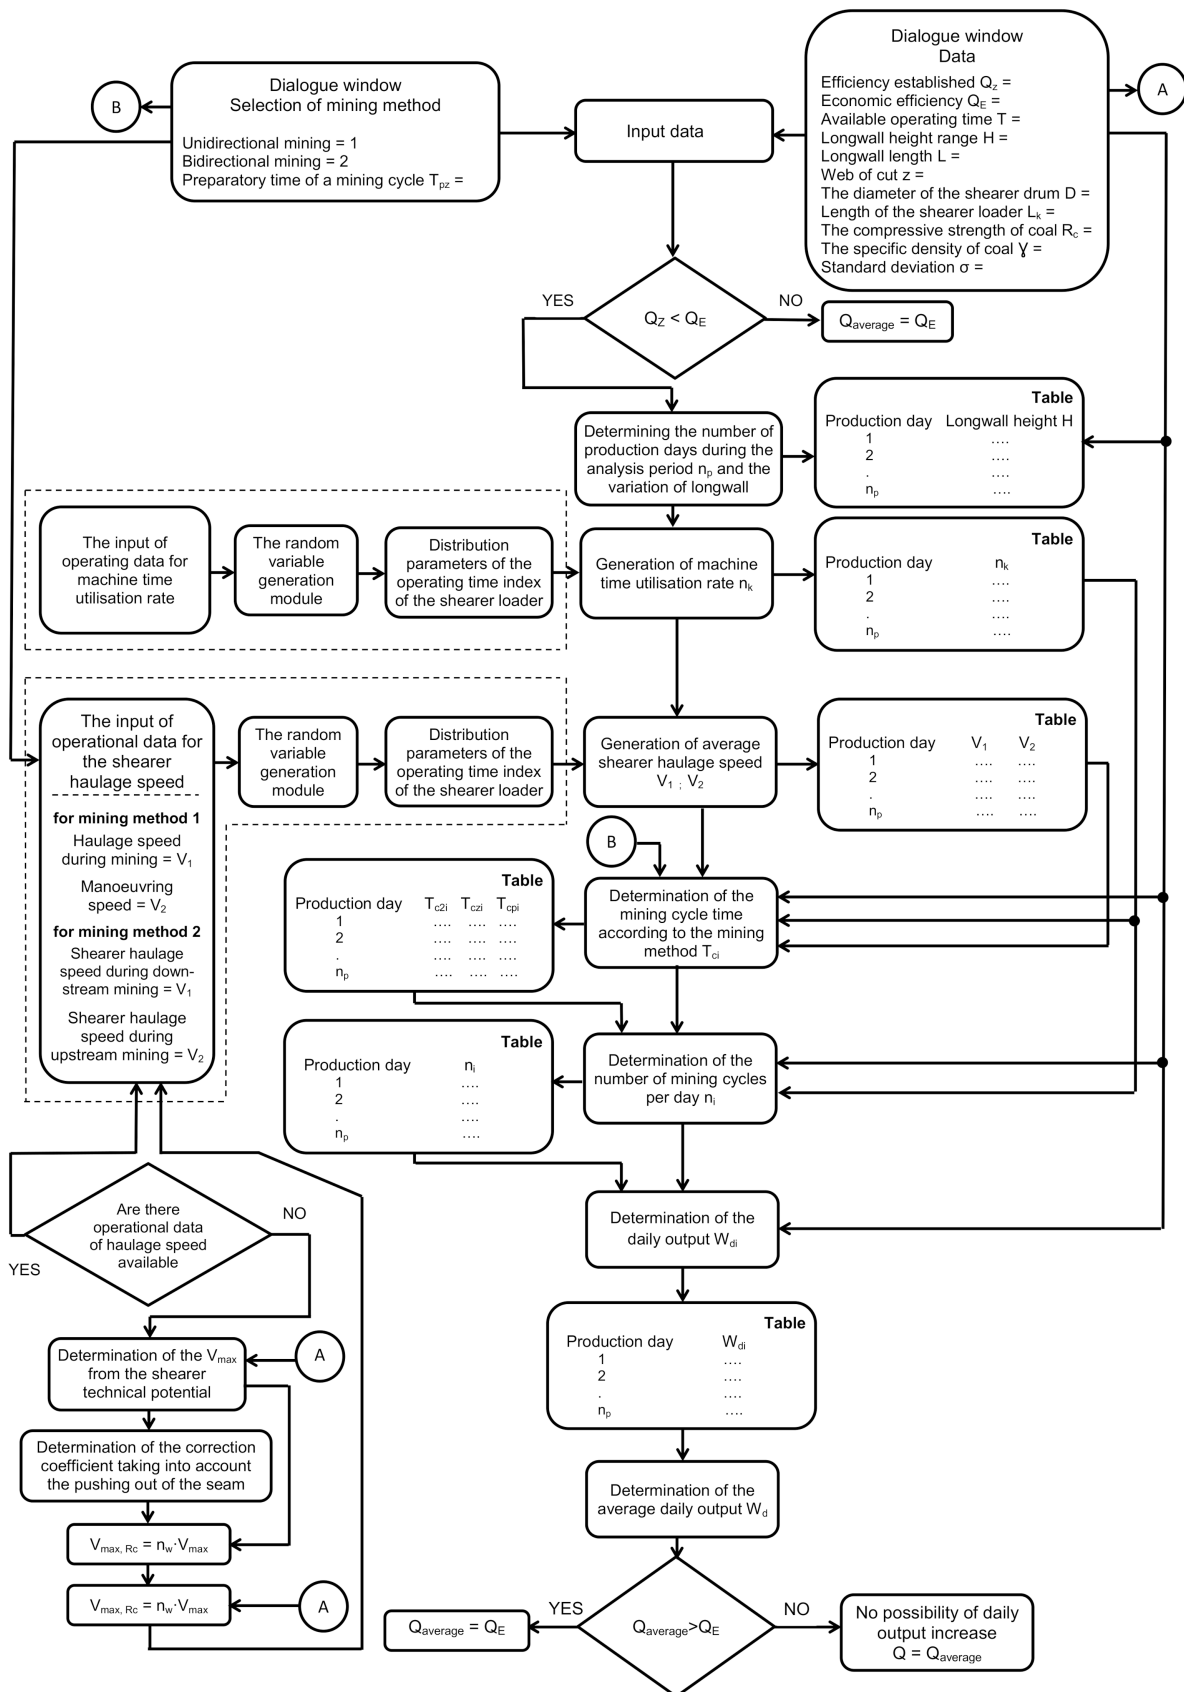 Dialogue window
Selection of mining method
Unidirectional mining = 1
Bidirectional mining = 2
Preparatory time of a mining cycle Tpz =
B
Input data
Dialogue window
Data
Efficiency established Qz =
Economic efficiency QE =
Available operating time T =
Longwall height range H =
Longwall length L =
Web of cut z =
The diameter of the shearer drum D =
Length of the shearer loader Lk =
The compressive strength of coal Rc =
The specific density of coal Ɣ =
Standard deviation σ =
A
YES
QZ < QE
NO
Qaverage = QE
Determining the number of
production days during the
analysis period np and the
variation of longwall
Table
Production day Longwall height H
1 ....
2 ....
. ....
np ....
The input of
operating data for
machine time
utilisation rate
The random
variable
generation
module
Distribution
parameters of the
operating time index
of the shearer loader
Generation of machine
time utilisation rate nk
Table
Production day nk
1 ....
2 ....
. ....
np ....
The input of
operational data for
the shearer
haulage speed
for mining method 1
Haulage speed
during mining = V1
Manoeuvring
speed = V2
for mining method 2
Shearer haulage
speed during down-
stream mining = V1
Shearer haulage
speed during
upstream mining = V2
The random
variable
generation
module
Distribution
parameters of the
operating time index
of the shearer loader
Generation of average
shearer haulage speed
V1 ; V2
Table
Production day V1 V2
1 .... ....
2 .... ....
. .... ....
np .... ....
B
Determination of the
mining cycle time
according to the mining
method Tci
Table
Production day Tc2i Tczi Tcpi
1 .... .... ....
2 .... .... ....
. .... .... ....
np .... .... ....
Determination of the
number of mining cycles
per day ni
Table
Production day ni
1 ....
2 ....
. ....
np ....
Determination of the
daily output Wdi
Are there
operational data
of haulage speed
available
YES
NO
Table
Production day Wdi
1 ....
2 ....
. ....
np ....
Determination of the Vmax
from the shearer
technical potential
A
Determination of the correction
coefficient taking into account
the pushing out of the seam
Vmax, Rc = nw·Vmax
Vmax, Rc = nw·Vmax
A
Determination of the
average daily output Wd
YES
Qaverage>QE
NO
Qaverage = QE
No possibility of daily
output increase
Q = Qaverage